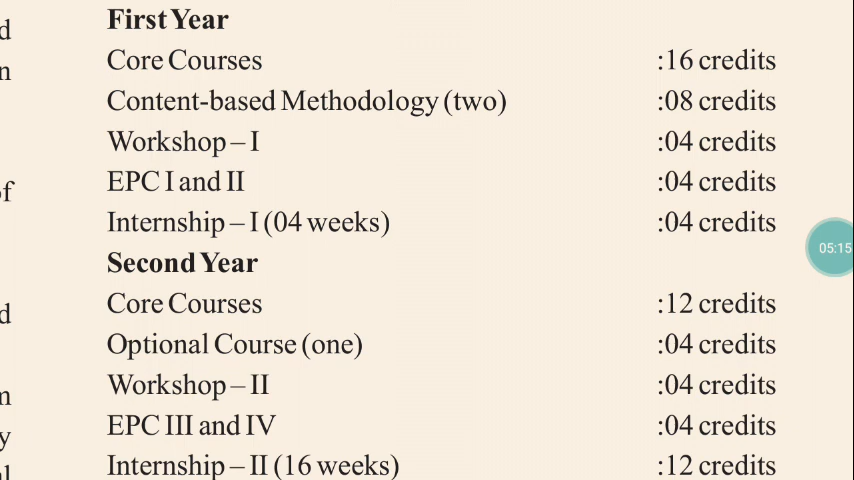 First Year
Core Courses :16 credits
Content-based Methodology (two) :08 credits
Workshop – I :04 credits
EPC I and II :04 credits
Internship – I (04 weeks) :04 credits
Second Year
Core Courses :12 credits
Optional Course (one) :04 credits
Workshop – II :04 credits
EPC III and IV :04 credits
Internship – II (16 weeks) :12 credits
05:15